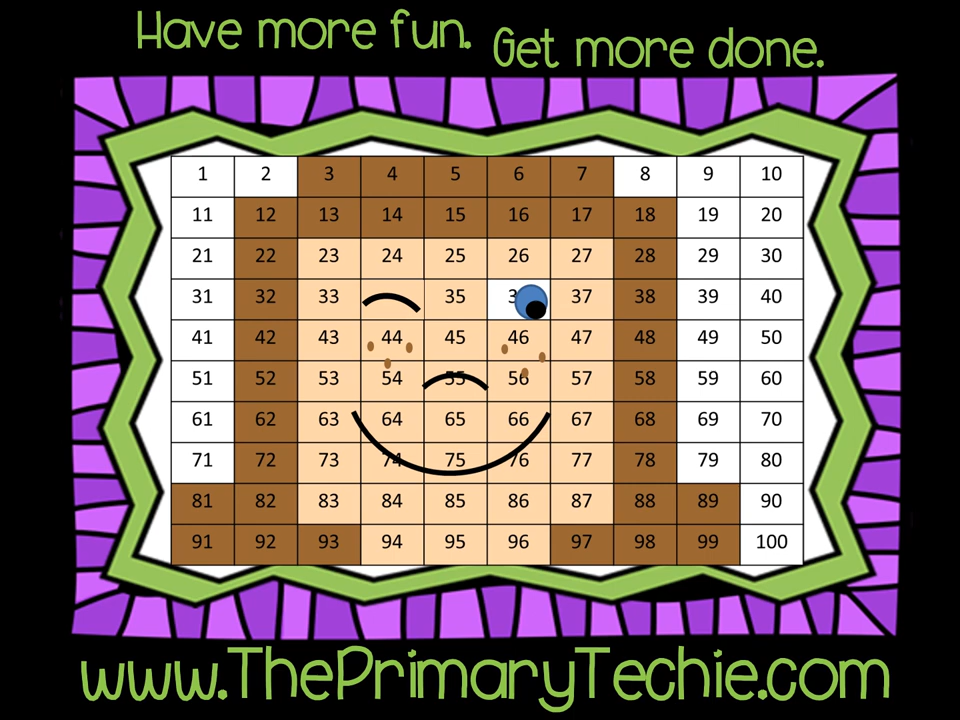 Have more fun. Get more done.
1 2 3 4 5 6 7 8 9 10
11 12 13 14 15 16 17 18 19 20
21 22 23 24 25 26 27 28 29 30
31 32 33 35 37 38 39 40
41 42 43 44 45 46 47 48 49 50
51 52 53 54 55 56 57 58 59 60
61 62 63 64 65 66 67 68 69 70
71 72 73 74 75 76 77 78 79 80
81 82 83 84 85 86 87 88 89 90
91 92 93 94 95 96 97 98 99 100
www.ThePrimaryTechie.com